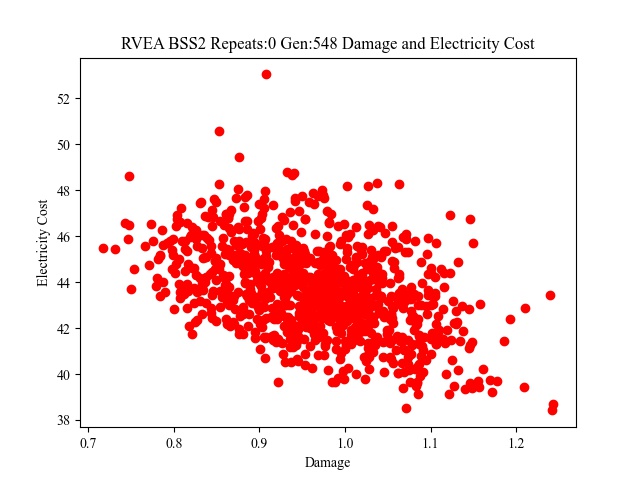 RVEA BSS2 Repeats:0 Gen:548 Damage and Electricity Cost
52
50
48
46
44
42
40
38
Electricity Cost
0.7 0.8 0.9 1.0 1.1 1.2
Damage